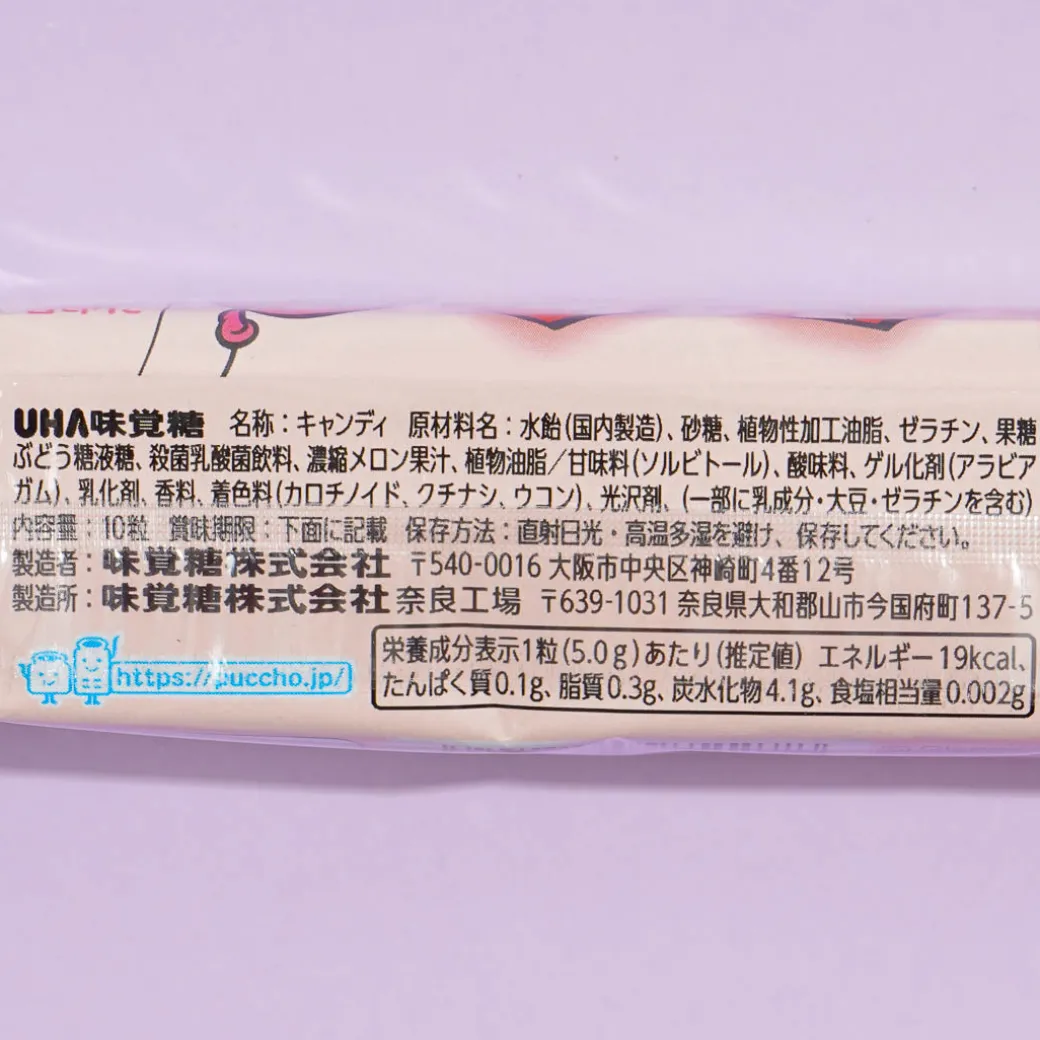 UHA味覚糖 名称：キャンディ 原材料名：水飴(国内製造)、砂糖、植物性加工油脂、ゼラチン、果糖
ぶどう糖液糖、殺菌乳酸菌飲料、濃縮メロン果汁、植物油脂／甘味料(ソルビトール)、酸味料、ゲル化剤(アラビア
ガム)、乳化剤、香料、着色料(カロチノイド、クチナシ、ウコン)、光沢剤、(一部に乳成分・大豆・ゼラチンを含む)
内容量：10粒 賞味期限：下面に記載 保存方法：直射日光・高温多湿を避け、保存してください。
製造者：味覚糖株式会社 〒540-0016 大阪市中央区神崎町4番12号
製造所：味覚糖株式会社奈良工場 〒639-1031 奈良県大和郡山市今国府町137-5
https://puccho.jp/
栄養成分表示1粒(5.0g)あたり(推定値) エネルギー19kcal、
たんぱく質0.1g、脂質0.3g、炭水化物4.1g、食塩相当量0.002g